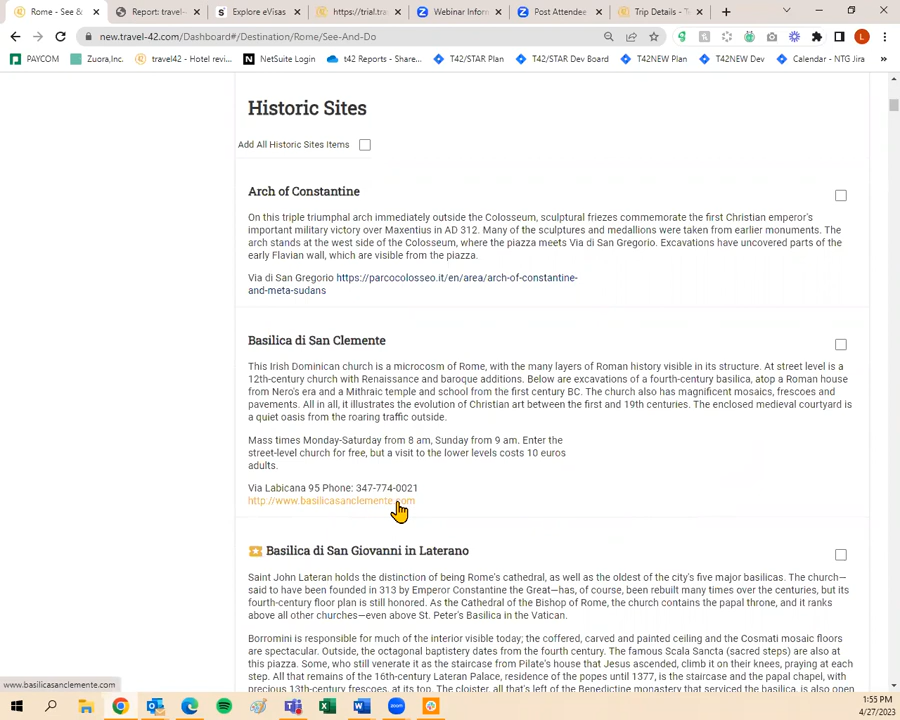 Rome - See &
Report: travel-
Explore eVisas
https://trial.tra
Webinar Inform
Post Attendee
Trip Details - T
new.travel-42.com/Dashboard#/Destination/Rome/See-And-Do
L
PAYCOM
Zuora,Inc.
travel42 - Hotel revi...
NetSuite Login
t42 Reports - Share...
T42/STAR Plan
T42/STAR Dev Board
T42NEW Plan
T42NEW Dev
Calendar - NTG Jira
»
Historic Sites
Add All Historic Sites Items
Arch of Constantine
On this triple triumphal arch immediately outside the Colosseum, sculptural friezes commemorate the first Christian emperor's
important military victory over Maxentius in AD 312. Many of the sculptures and medallions were taken from earlier monuments. The
arch stands at the west side of the Colosseum, where the piazza meets Via di San Gregorio. Excavations have uncovered parts of the
early Flavian wall, which are visible from the piazza.
Via di San Gregorio https://parcocolosseo.it/en/area/arch-of-constantine-
and-meta-sudans
Basilica di San Clemente
This Irish Dominican church is a microcosm of Rome, with the many layers of Roman history visible in its structure. At street level is a
12th-century church with Renaissance and baroque additions. Below are excavations of a fourth-century basilica, atop a Roman house
from Nero's era and a Mithraic temple and school from the first century BC. The church also has magnificent mosaics, frescoes and
pavements. All in all, it illustrates the evolution of Christian art between the first and 19th centuries. The enclosed medieval courtyard is
a quiet oasis from the roaring traffic outside.
Mass times Monday-Saturday from 8 am, Sunday from 9 am. Enter the
street-level church for free, but a visit to the lower levels costs 10 euros
adults.
Via Labicana 95 Phone: 347-774-0021
http://www.basilicasanclemente.com
Basilica di San Giovanni in Laterano
Saint John Lateran holds the distinction of being Rome's cathedral, as well as the oldest of the city's five major basilicas. The church—
said to have been founded in 313 by Emperor Constantine the Great—has, of course, been rebuilt many times over the centuries, but its
fourth-century floor plan is still honored. As the Cathedral of the Bishop of Rome, the church contains the papal throne, and it ranks
above all other churches—even above St. Peter's Basilica in the Vatican.
Borromini is responsible for much of the interior visible today; the coffered, carved and painted ceiling and the Cosmati mosaic floors
are spectacular. Outside, the octagonal baptistery dates from the fourth century. The famous Scala Sancta (sacred steps) are also at
this piazza. Some, who still venerate it as the staircase from Pilate's house that Jesus ascended, climb it on their knees, praying at each
step. All that remains of the 16th-century Lateran Palace, residence of the popes until 1377, is the staircase and the papal chapel, with
precious 13th-century frescoes, at its top. The cloister, all that's left of the Benedictine monastery that serviced the basilica, is also open
www.basilicasanclemente.com
1:55 PM
4/27/2023